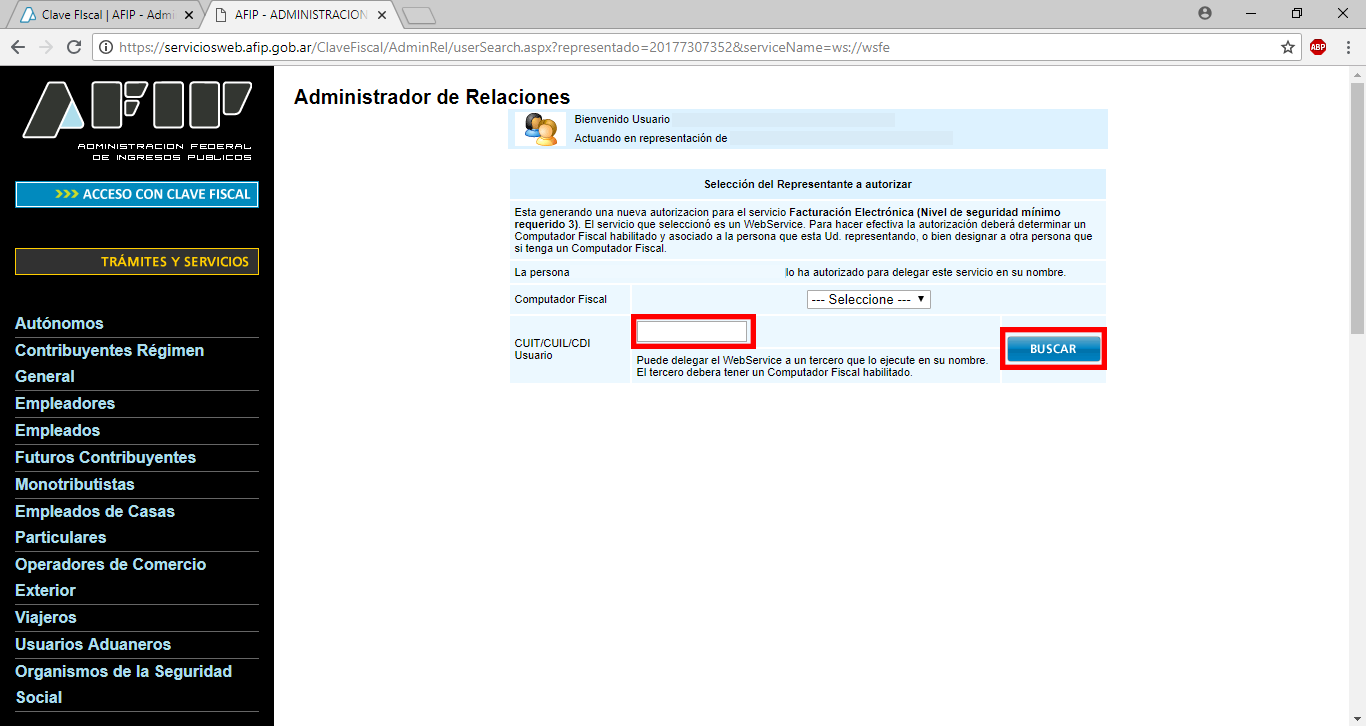 Clave FIscal | AFIP - Admi
AFIP - ADMINISTRACION
https://serviciosweb.afip.gob.ar/ClaveFiscal/AdminRel/userSearch.aspx?representado=20177307352&serviceName=ws://wsfe
ABP
AFIP
ADMINISTRACION FEDERAL
DE INGRESOS PUBLICOS
>>> ACCESO CON CLAVE FISCAL
TRÁMITES Y SERVICIOS
Autónomos
Contribuyentes Régimen
General
Empleadores
Empleados
Futuros Contribuyentes
Monotributistas
Empleados de Casas
Particulares
Operadores de Comercio
Exterior
Viajeros
Usuarios Aduaneros
Organismos de la Seguridad
Social
Administrador de Relaciones
Bienvenido Usuario
Actuando en representación de
Selección del Representante a autorizar
Esta generando una nueva autorizacion para el servicio Facturación Electrónica (Nivel de seguridad mínimo
requerido 3). El servicio que seleccionó es un WebService. Para hacer efectiva la autorización deberá determinar un
Computador Fiscal habilitado y asociado a la persona que esta Ud. representando, o bien designar a otra persona que
si tenga un Computador Fiscal.
La persona lo ha autorizado para delegar este servicio en su nombre.
Computador Fiscal
--- Seleccione ---
CUIT/CUIL/CDI
Usuario
Puede delegar el WebService a un tercero que lo ejecute en su nombre.
El tercero debera tener un Computador Fiscal habilitado.
BUSCAR